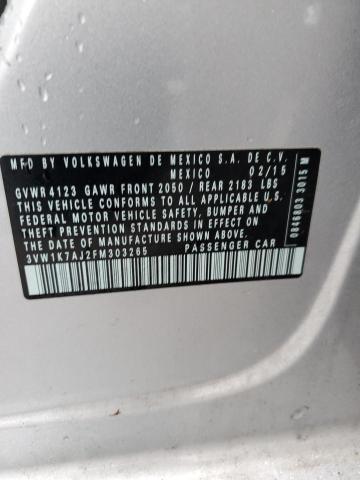 MFD BY VOLKSWAGEN DE MEXICO S.A. DE C.V.
MEXICO 02/15
GVWR 4123 GAWR FRONT 2050 / REAR 2183 LBS
THIS VEHICLE CONFORMS TO ALL APPLICABLE U.S.
FEDERAL MOTOR VEHICLE SAFETY, BUMPER, AND
THEFT PREVENTION STANDARDS IN EFFECT ON
THE DATE OF MANUFACTURE SHOWN ABOVE.
3VW1K7AJ2FM303265 PASSENGER CAR
3015 M